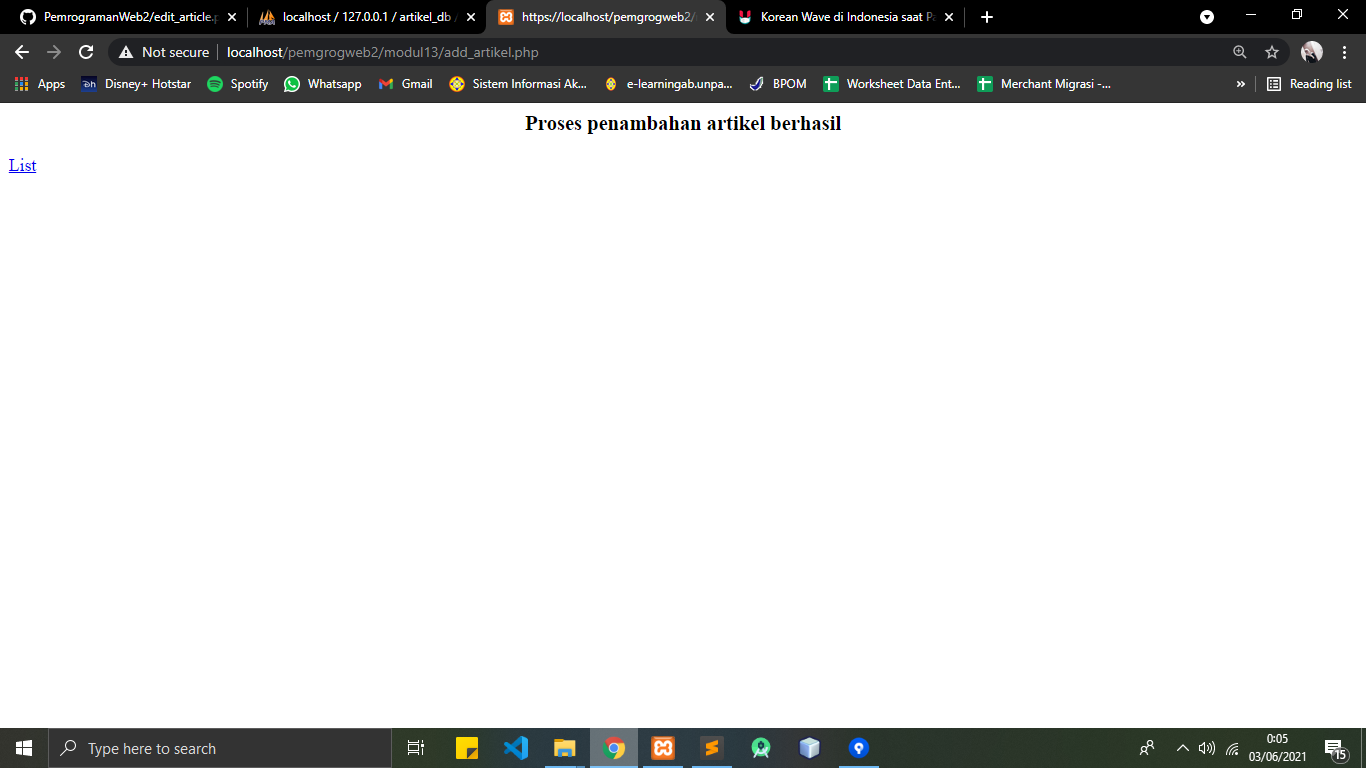 PemrogramanWeb2/edit_article.p
localhost / 127.0.0.1 / artikel_db
https://localhost/pemgrogweb2/
Korean Wave di Indonesia saat Pa
Not secure
localhost/pemgrogweb2/modul13/add_artikel.php
Apps
Disney+ Hotstar
Spotify
Whatsapp
Gmail
Sistem Informasi Ak...
e-learningab.unpa...
BPOM
Worksheet Data Ent...
Merchant Migrasi -...
»
Reading list
Proses penambahan artikel berhasil
List
Type here to search
0:05
03/06/2021
15